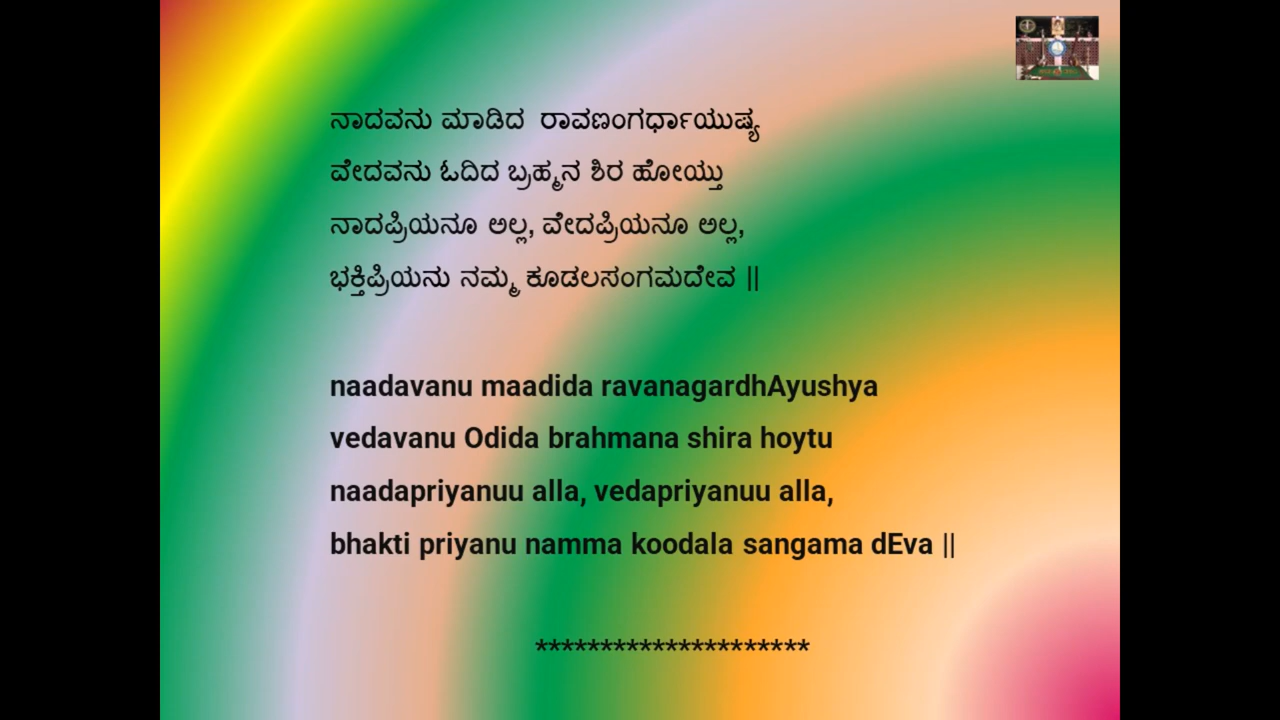 ನಾದವನು ಮಾಡಿದ ರಾವಣಂಗರ್ಧಾಯುಷ್ಯ
ವೇದವನು ಓದಿದ ಬ್ರಹ್ಮನ ಶಿರ ಹೋಯ್ತು
ನಾದಪ್ರಿಯನೂ ಅಲ್ಲ, ವೇದಪ್ರಿಯನೂ ಅಲ್ಲ,
ಭಕ್ತಿಪ್ರಿಯನು ನಮ್ಮ ಕೂಡಲಸಂಗಮದೇವ ||
naadavanu maadida ravanagardhAyushya
vedavanu Odida brahmana shira hoytu
naadapriyanuu alla, vedapriyanuu alla,
bhakti priyanu namma koodala sangama dEva ||
*********************